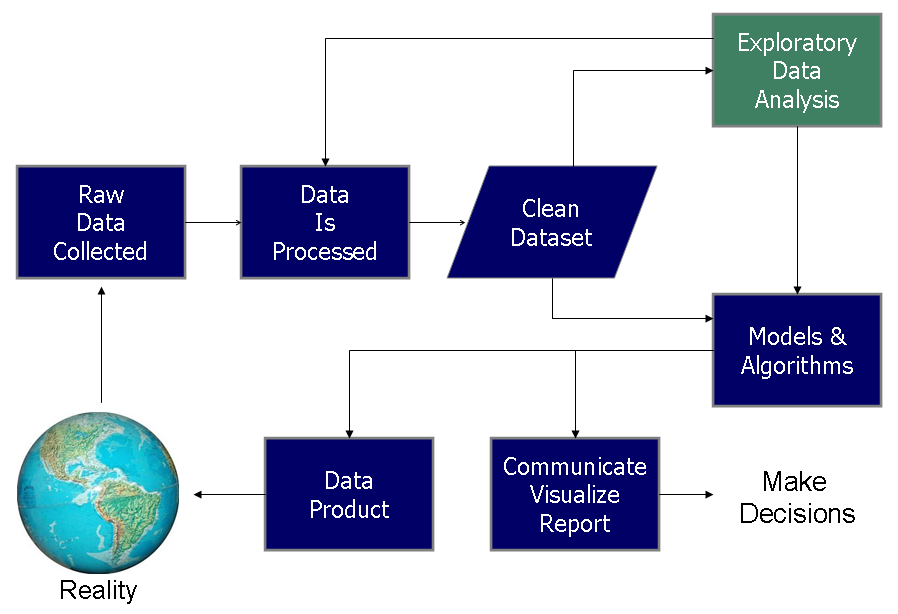 Exploratory
Data
Analysis
Raw
Data
Collected
Data
Is
Processed
Clean
Dataset
Models &
Algorithms
Data
Product
Communicate
Visualize
Report
Make
Decisions
Reality